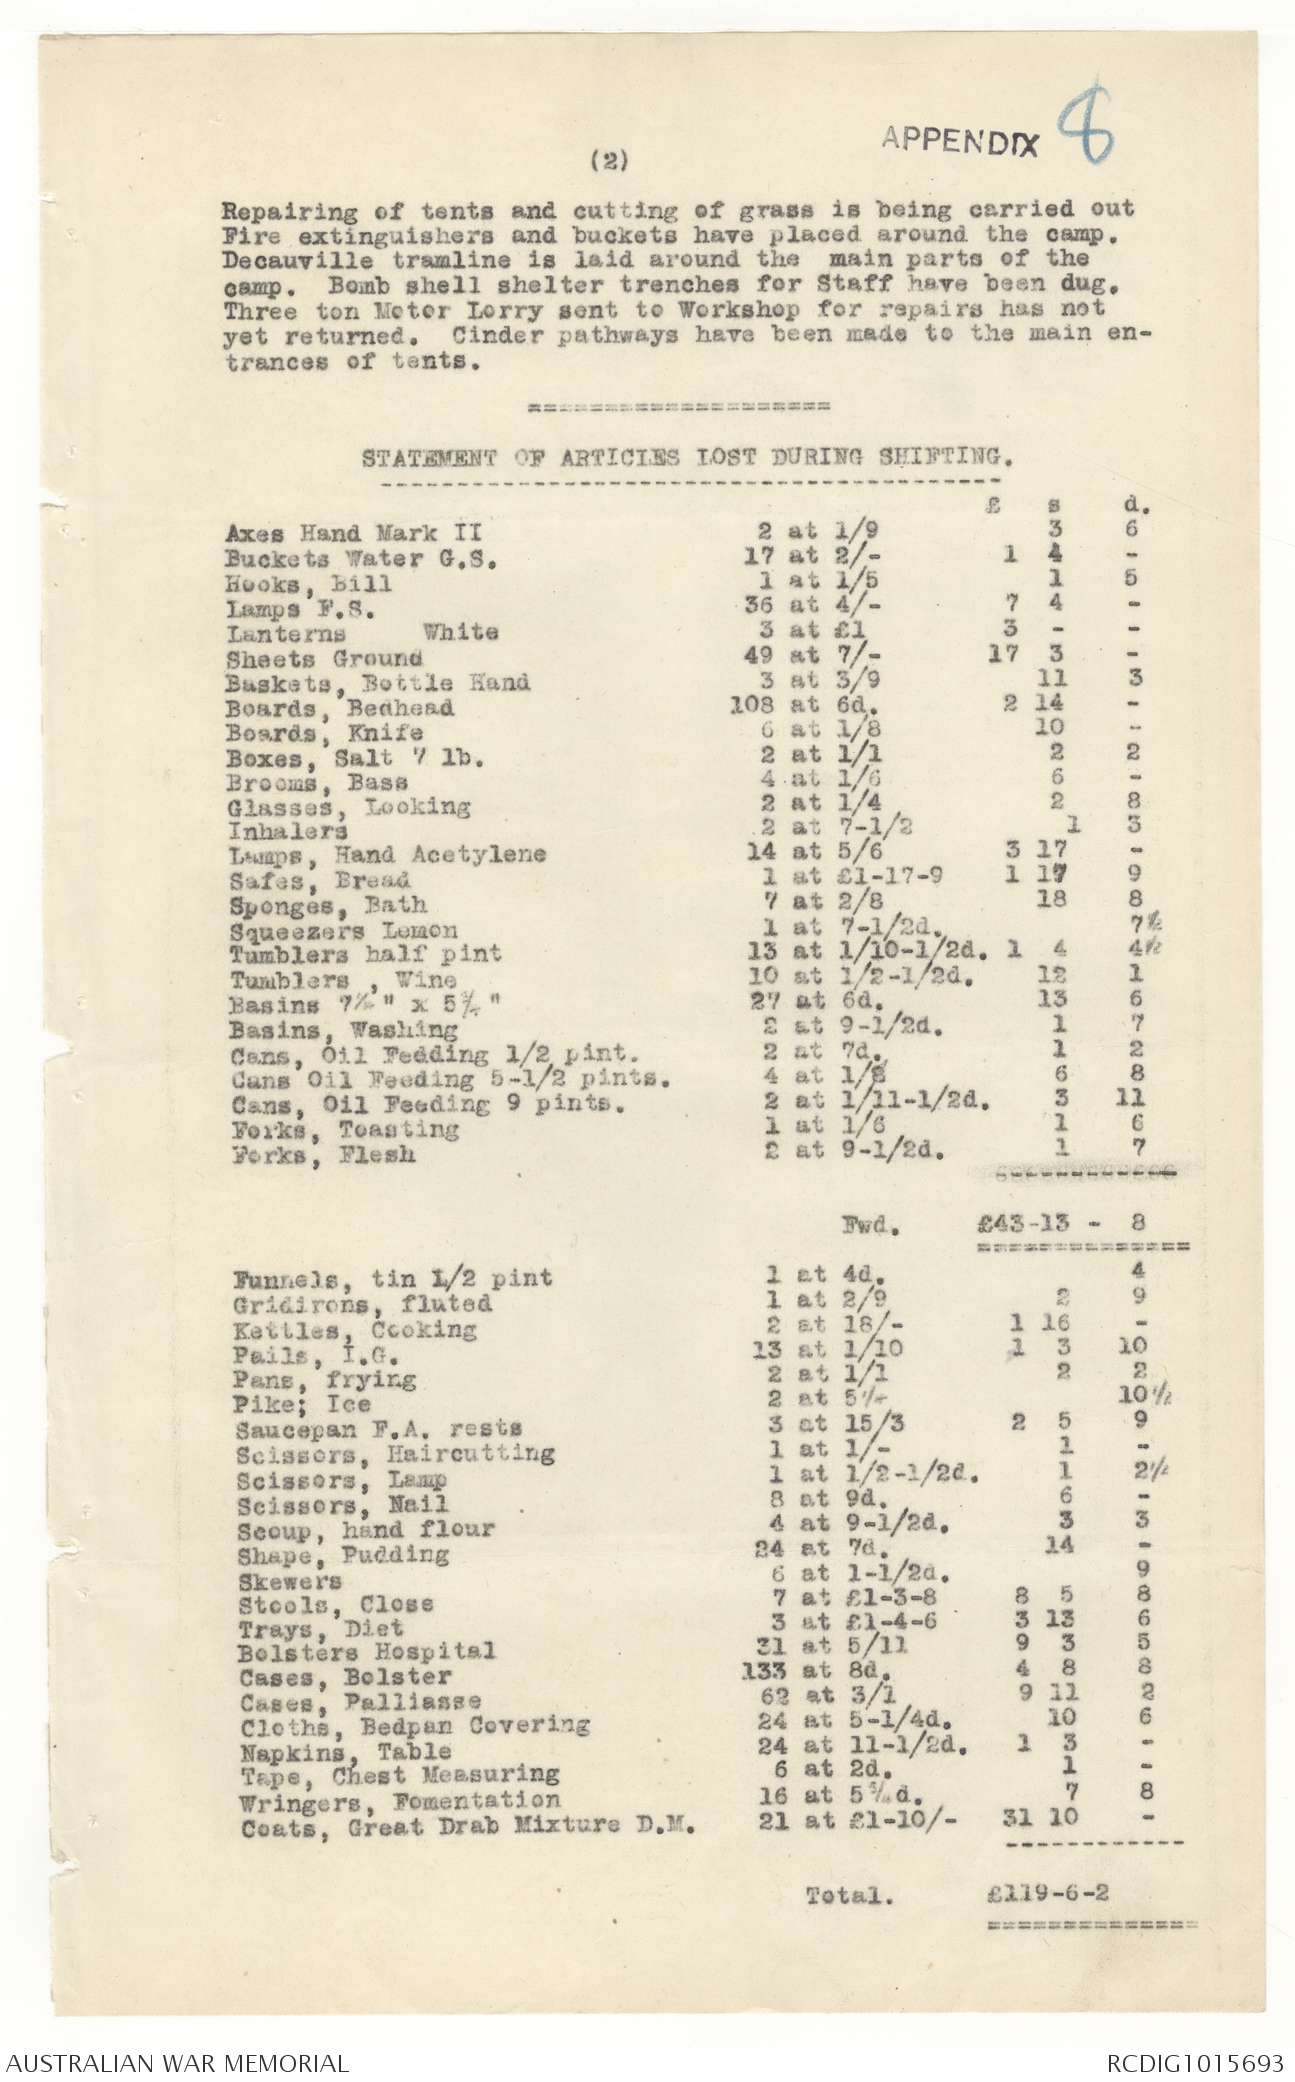 APPENDIX 8
(2)
Repairing of tents and cutting of grass is being carried out
Fire extinguishers and buckets have placed around the camp.
Decauville tramline is laid around the main parts of the
camp. Bomb shell shelter trenches for Staff have been dug.
Three ton Motor Lorry sent to Workshop for repairs has not
yet returned. Cinder pathways have been made to the main en-
trances of tents.
====================
STATEMENT OF ARTICLES LOST DURING SHIFTING.
------------------------------------------
£ s d.
Axes Hand Mark II 2 at 1/9 3 6
Buckets Water G.S. 17 at 2/- 1 4 -
Hooks, Bill 1 at 1/5 1 5
Lamps F.S. 36 at 4/- 7 4 -
Lanterns White 3 at £1 3 - -
Sheets Ground 49 at 7/- 17 3 -
Baskets, Bottle Hand 3 at 3/9 11 3
Boards, Bedhead 108 at 6d. 2 14 -
Boards, Knife 6 at 1/8 10 -
Boxes, Salt 7 lb. 2 at 1/1 2 2
Brooms, Bass 4 at 1/6 6 -
Glasses, Looking 2 at 1/4 2 8
Inhalers 2 at 7-1/2 1 3
Lamps, Hand Acetylene 14 at 5/6 3 17 -
Safes, Bread 1 at £1-17-9 1 17 9
Sponges, Bath 7 at 2/8 18 8
Squeezers Lemon 1 at 7-1/2d. 7½
Tumblers half pint 13 at 1/10-1/2d. 1 4 4½
Tumblers , Wine 10 at 1/2-1/2d. 12 1
Basins 7½" x 5¾" 27 at 6d. 13 6
Basins, Washing 2 at 9-1/2d. 1 7
Cans, Oil Fedding 1/2 pint. 2 at 7d. 1 2
Cans Oil Feeding 5-1/2 pints. 4 at 1/8 6 8
Cans, Oil Feeding 9 pints. 2 at 1/11-1/2d. 3 11
Forks, Toasting 1 at 1/6 1 6
Forks, Flesh 2 at 9-1/2d. 1 7
------------
Fwd. £43-13 - 8
==============
Funnels, tin 1/2 pint 1 at 4d. 4
Gridirons, fluted 1 at 2/9 2 9
Kettles, Cooking 2 at 18/- 1 16 -
Pails, I.G. 13 at 1/10 1 3 10
Pans, frying 2 at 1/1 2 2
Pike; Ice 2 at 5¼ 10½
Saucepan F.A. rests 3 at 15/3 2 5 9
Scissors, Haircutting 1 at 1/- 1 -
Scissors, Lamp 1 at 1/2-1/2d. 1 2½
Scissors, Nail 8 at 9d. 6 -
Scoup, hand flour 4 at 9-1/2d. 3 3
Shape, Pudding 24 at 7d. 14 -
Skewers 6 at 1-1/2d. 9
Stools, Close 7 at £1-3-8 8 5 8
Trays, Diet 3 at £1-4-6 3 13 6
Bolsters Hospital 31 at 5/11 9 3 5
Cases, Bolster 133 at 8d. 4 8 8
Cases, Palliasse 62 at 3/1 9 11 2
Cloths, Bedpan Covering 24 at 5-1/4d. 10 6
Napkins, Table 24 at 11-1/2d. 1 3 -
Tape, Chest Measuring 6 at 2d. 1 -
Wringers, Fomentation 16 at 5¾d. 7 8
Coats, Great Drab Mixture D.M. 21 at £1-10/- 31 10 -
------------
Total. £119-6-2
==============
AUSTRALIAN WAR MEMORIAL RCDIG1015693